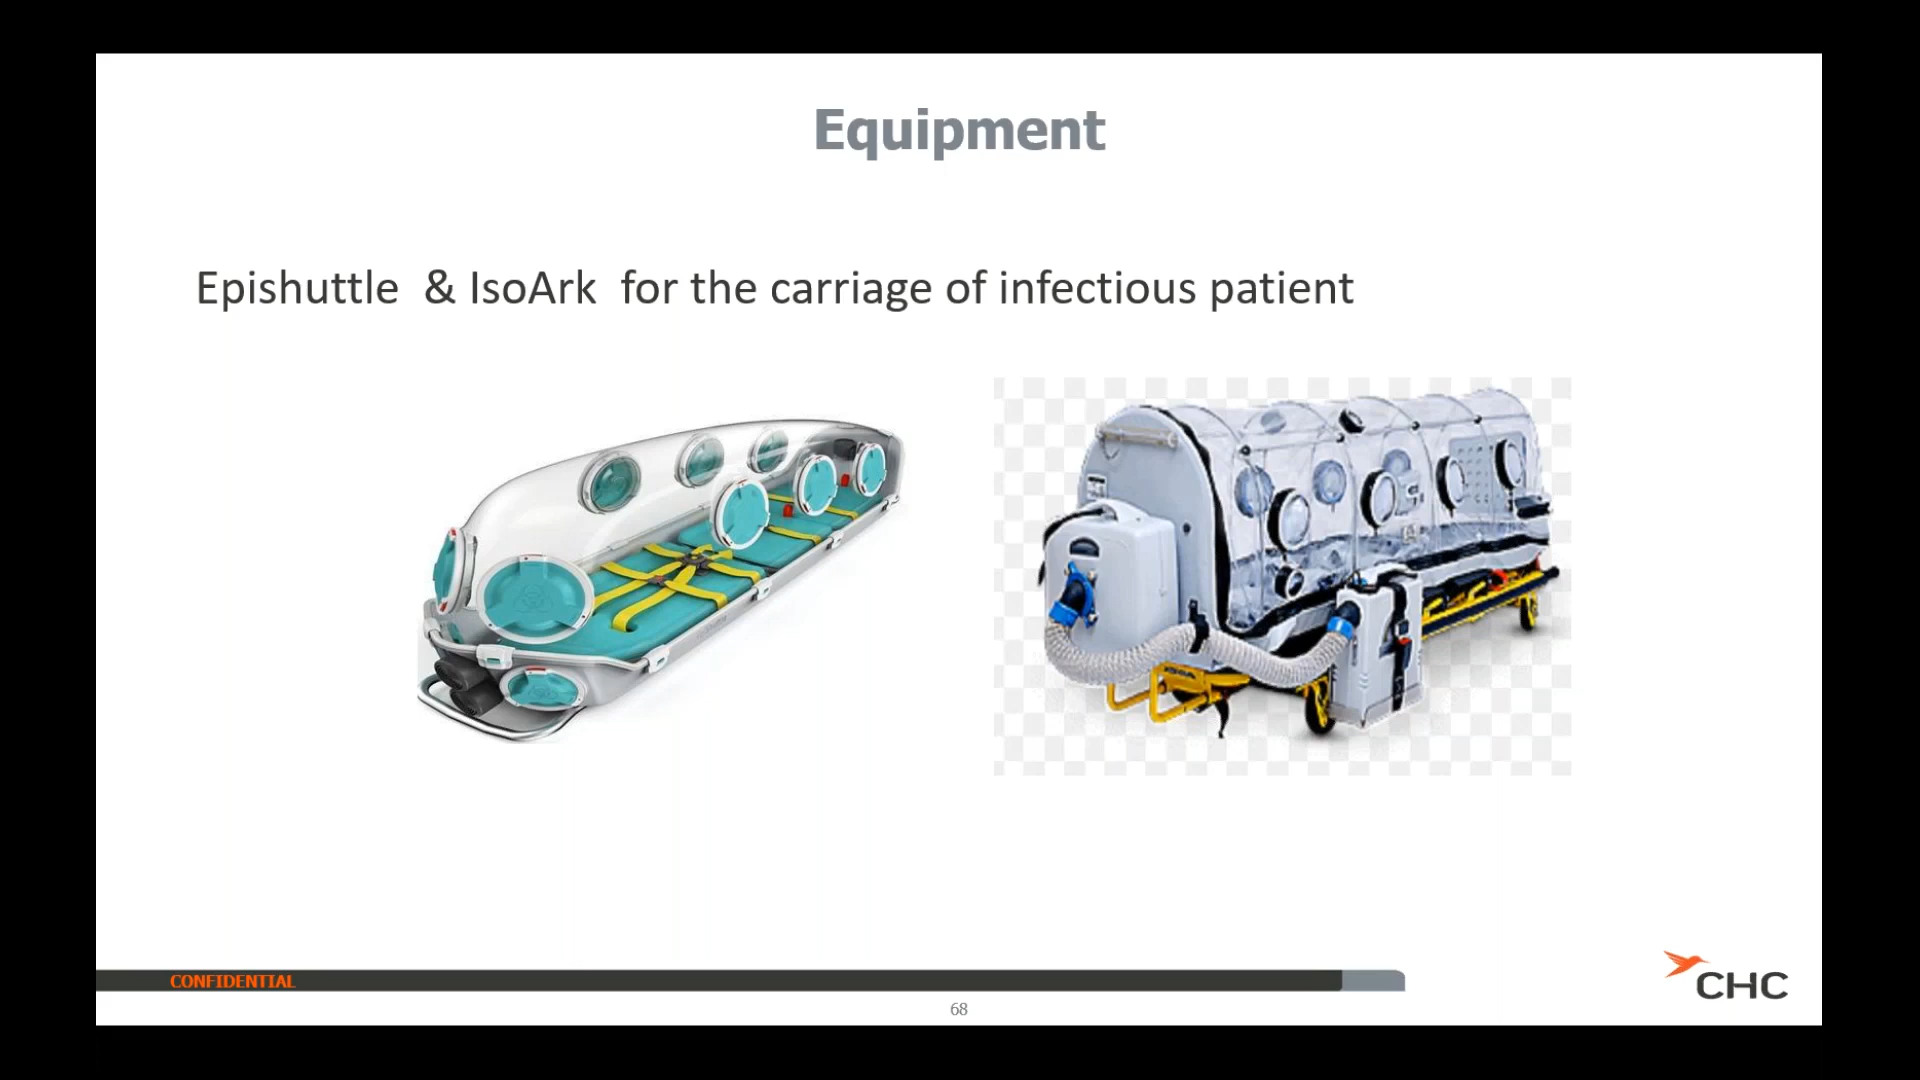 Equipment
Epishuttle & IsoArk for the carriage of infectious patient
CONFIDENTIAL
CHC
68